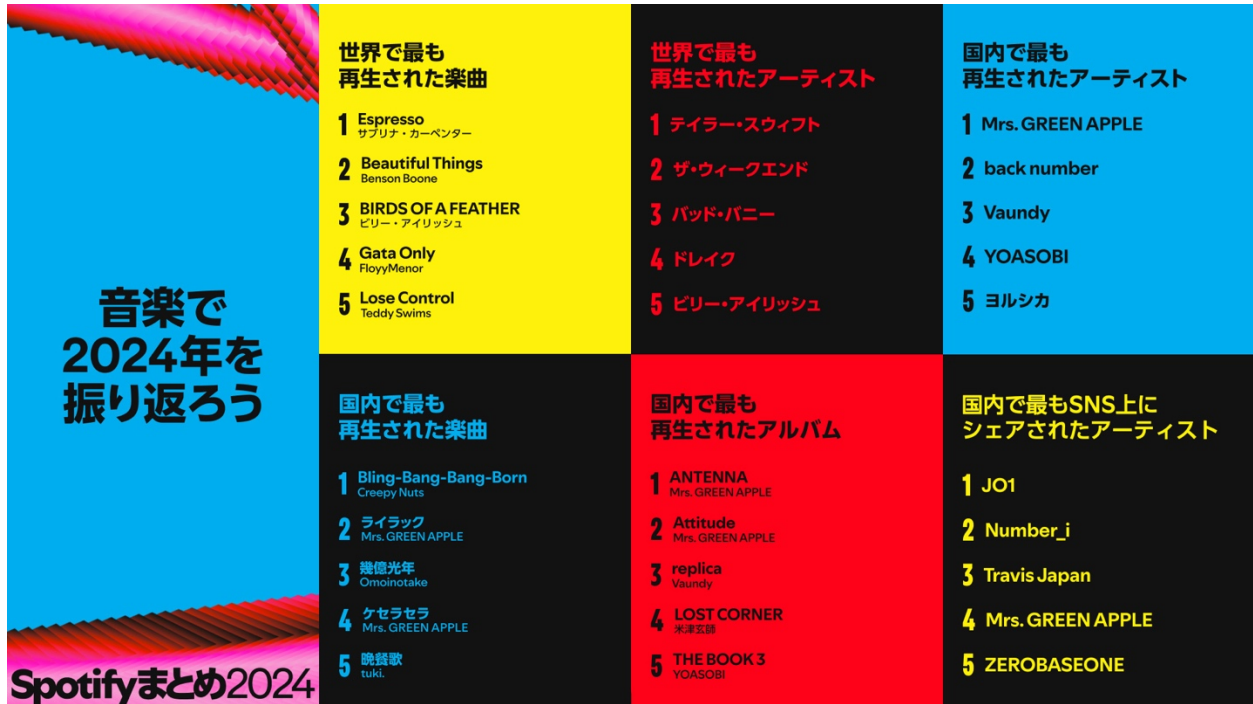 音楽で
2024年を
振り返ろう
Spotifyまとめ2024
世界で最も
再生された楽曲
1 Espresso
サブリナ・カーペンター
2 Beautiful Things
Benson Boone
3 BIRDS OF A FEATHER
ビリー・アイリッシュ
4 Gata Only
FloyyMenor
5 Lose Control
Teddy Swims
世界で最も
再生されたアーティスト
1 テイラー・スウィフト
2 ザ・ウィークエンド
3 バッド・バニー
4 ドレイク
5 ビリー・アイリッシュ
国内で最も
再生されたアーティスト
1 Mrs. GREEN APPLE
2 back number
3 Vaundy
4 YOASOBI
5 ヨルシカ
国内で最も
再生された楽曲
1 Bling-Bang-Bang-Born
Creepy Nuts
2 ライラック
Mrs. GREEN APPLE
3 幾億光年
Omoinotake
4 ケセラセラ
Mrs. GREEN APPLE
5 晩餐歌
tuki.
国内で最も
再生されたアルバム
1 ANTENNA
Mrs. GREEN APPLE
2 Attitude
Mrs. GREEN APPLE
3 replica
Vaundy
4 LOST CORNER
米津玄師
5 THE BOOK 3
YOASOBI
国内で最もSNS上に
シェアされたアーティスト
1 JO1
2 Number_i
3 Travis Japan
4 Mrs. GREEN APPLE
5 ZEROBASEONE